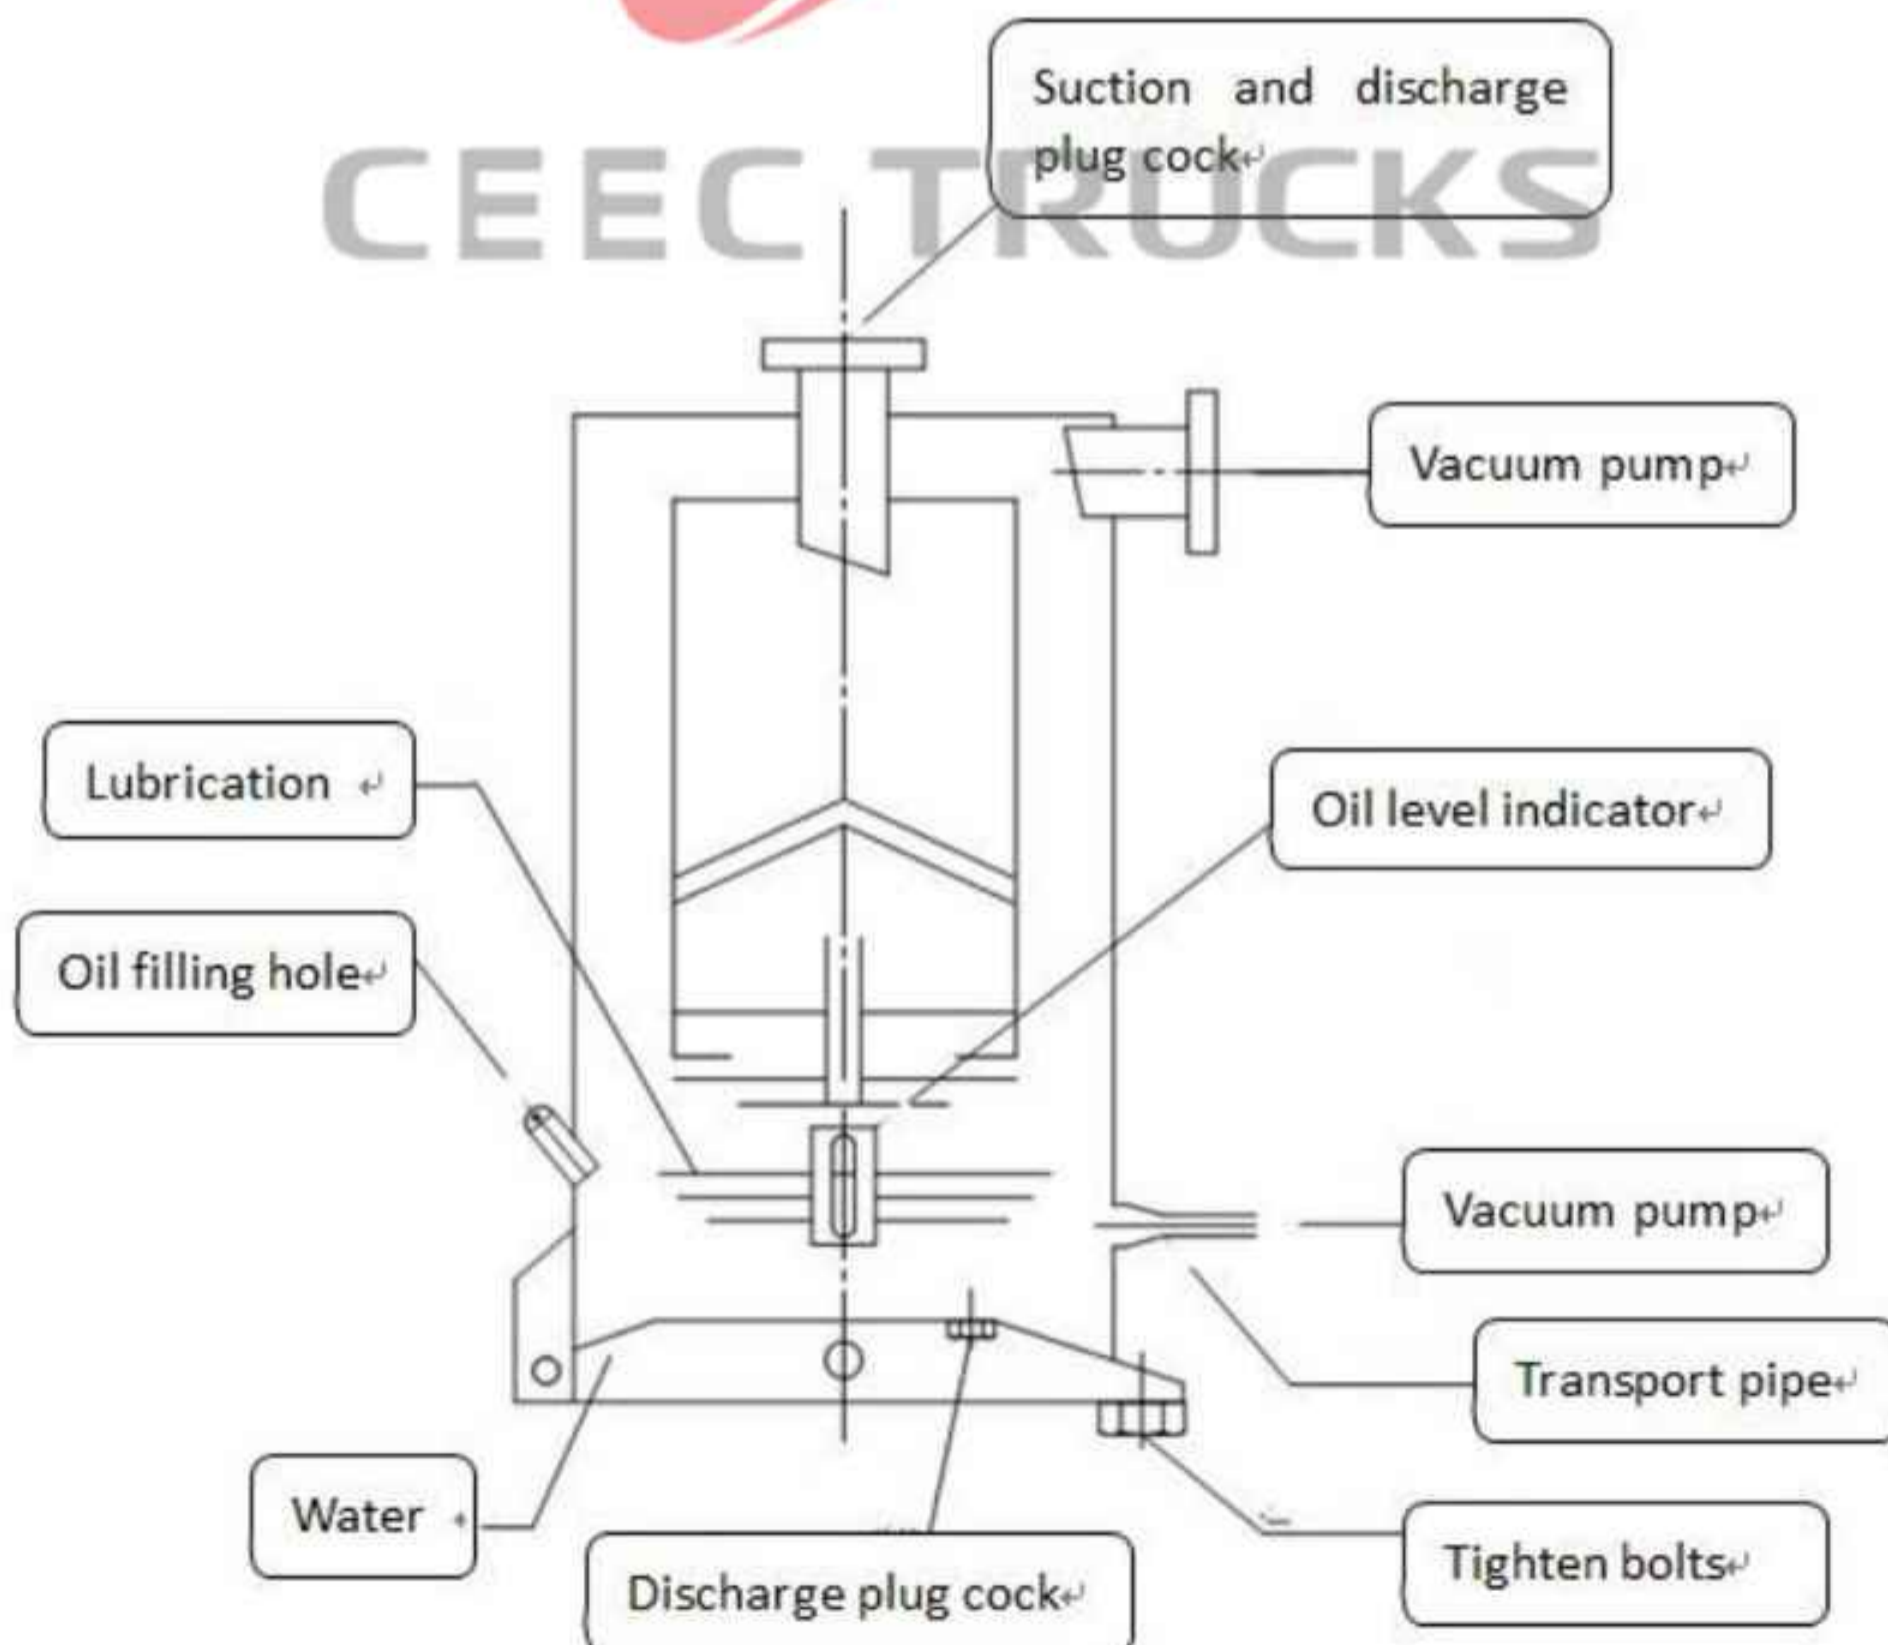 Suction and discharge
plug cock
CEEC TRUCKS
Vacuum pump
Lubrication
Oil level indicator
Oil filling hole
Vacuum pump
Transport pipe
Water
Tighten bolts
Discharge plug cock